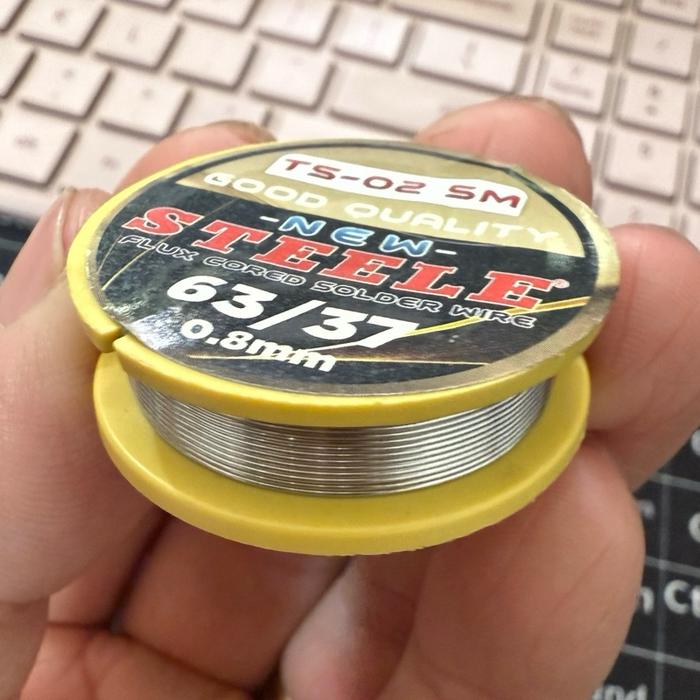 TS-02 5M
GOOD QUALITY
-NEW-
STEELE®
FLUX CORED SOLDER WIRE
63/37
0.8mm